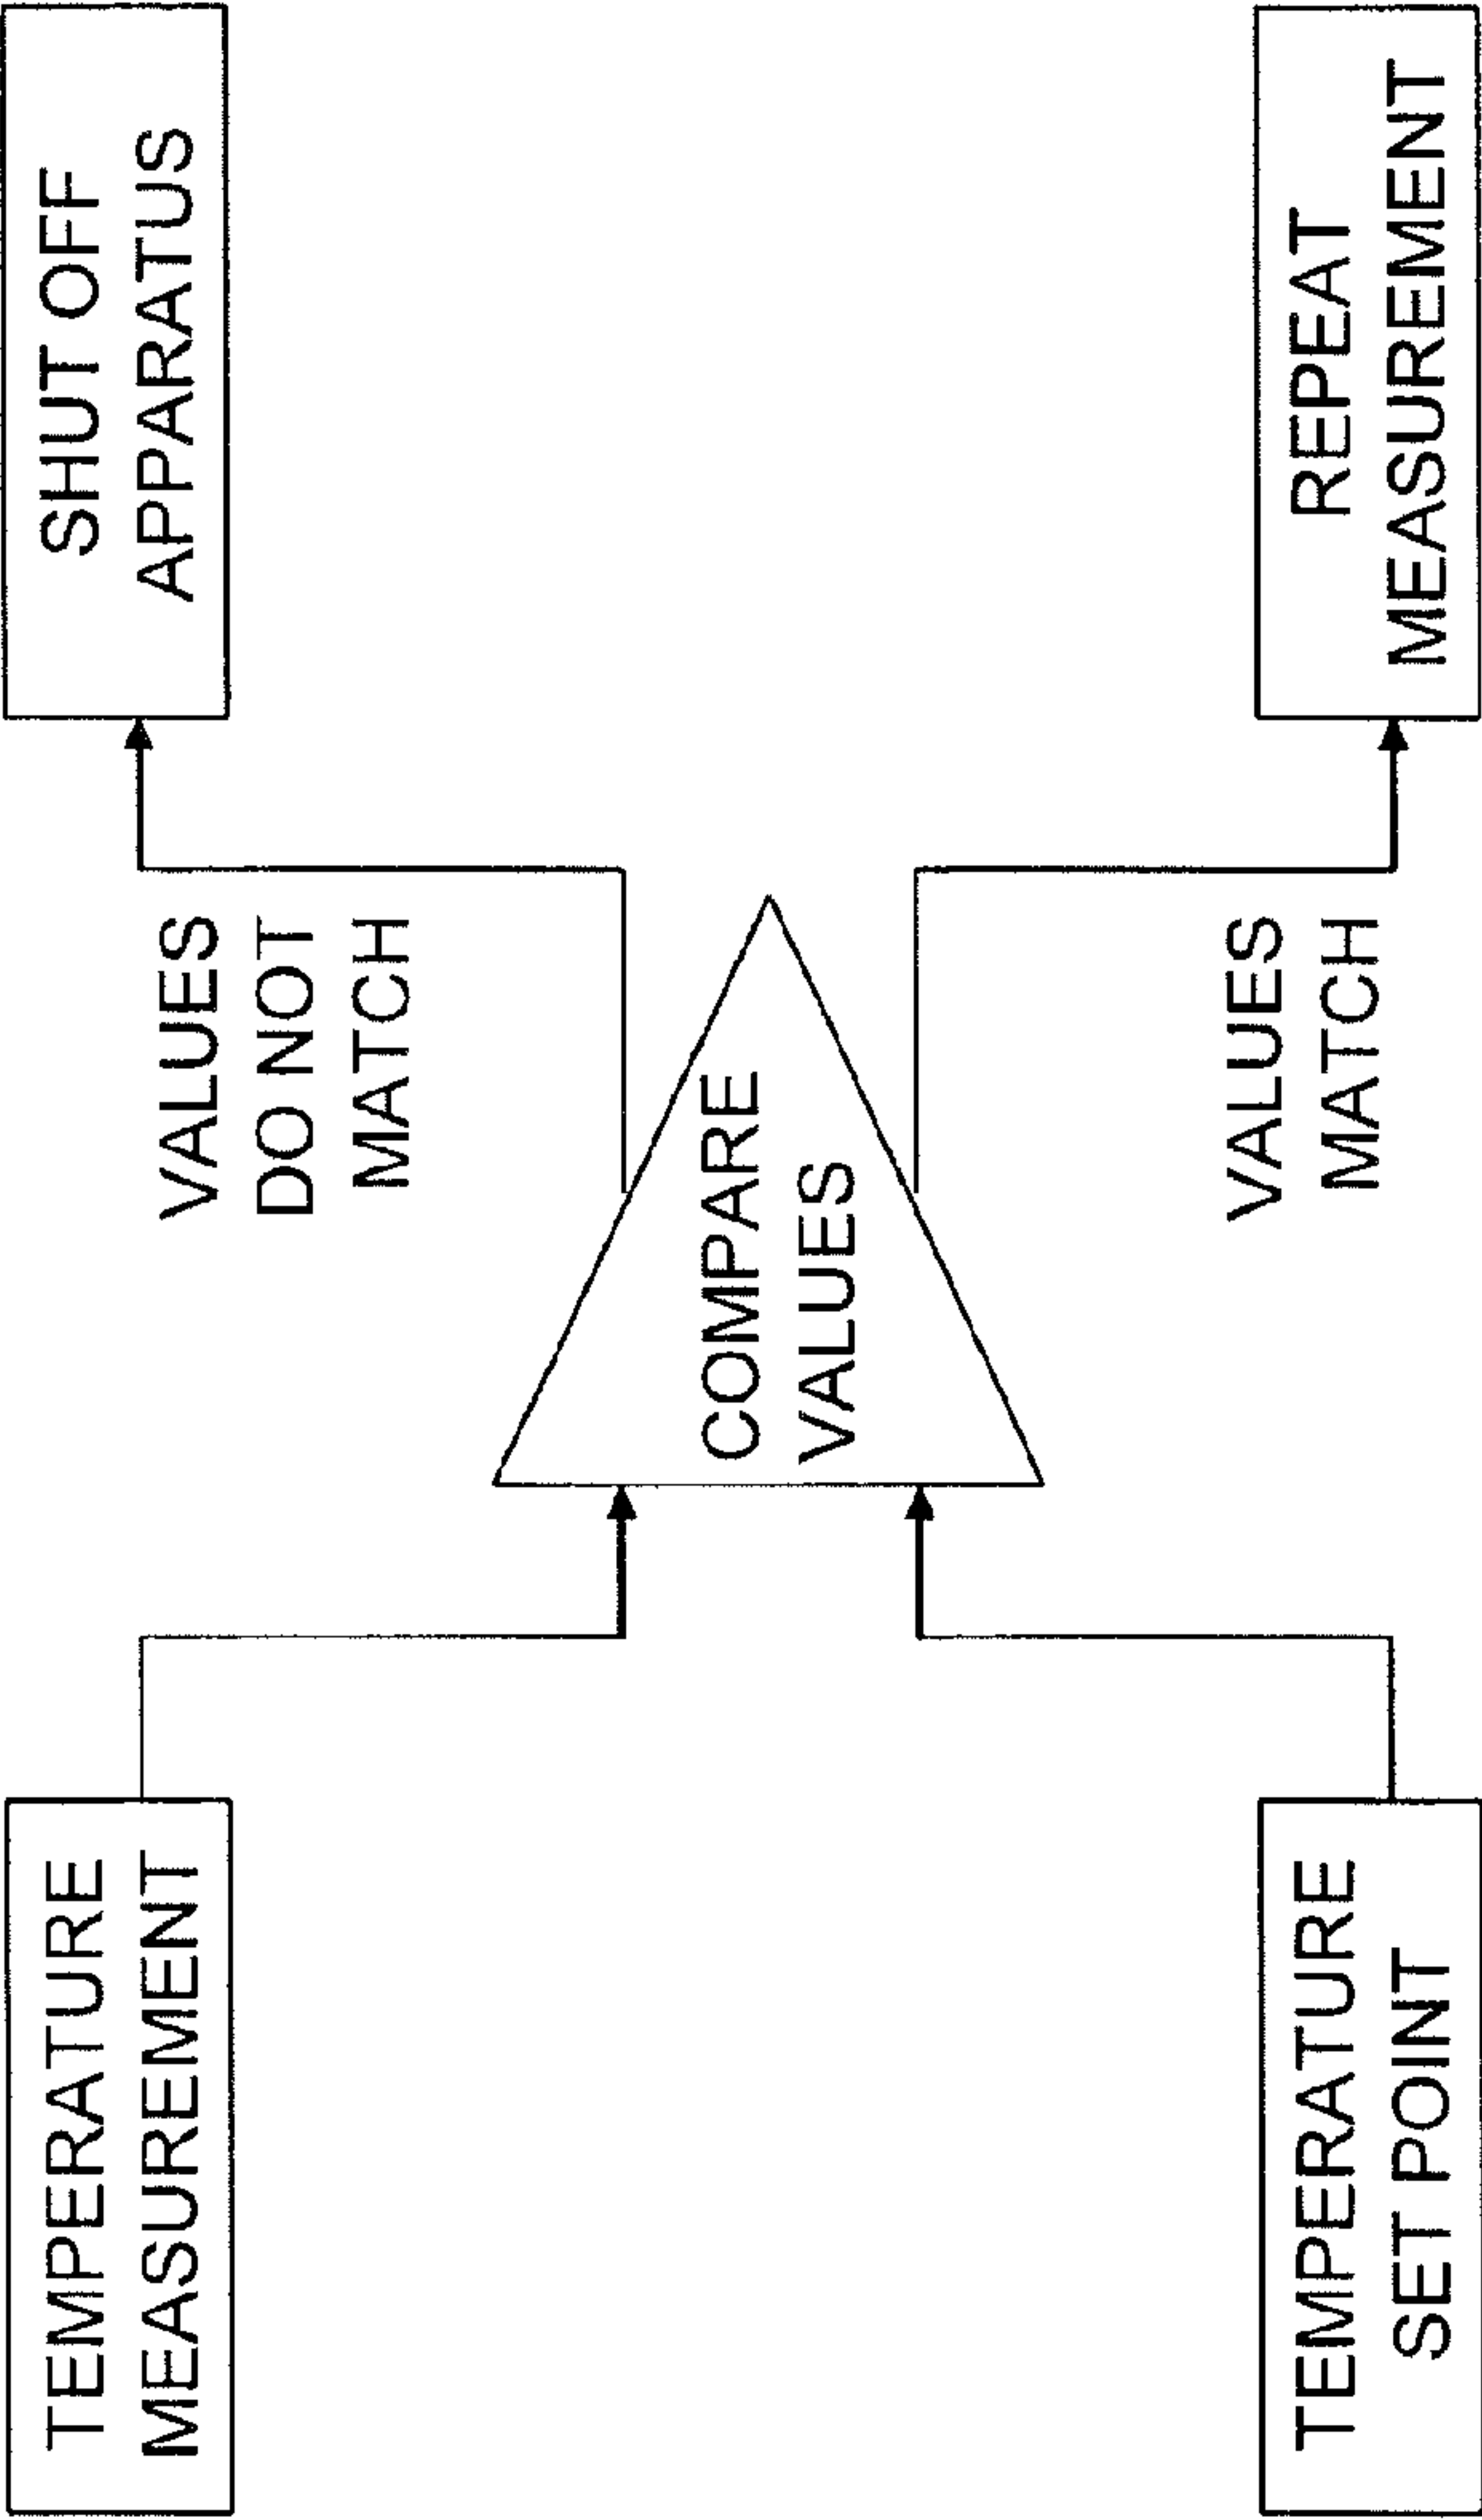 TEMPERATURE
MEASUREMENT
TEMPERATURE
SET POINT
COMPARE
VALUES
VALUES
DO NOT
MATCH
VALUES
MATCH
SHUT OFF
APPARATUS
REPEAT
MEASUREMENT